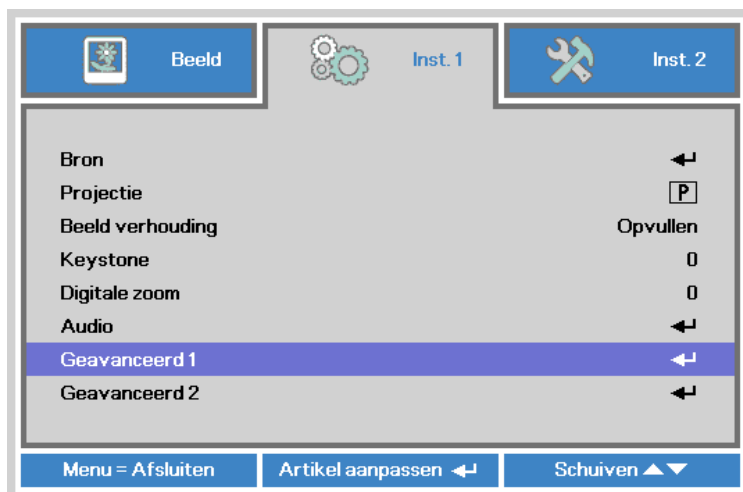 Beeld Inst. 1 Inst. 2
Bron
Projectie P
Beeld verhouding Opvullen
Keystone 0
Digitale zoom 0
Audio
Geavanceerd 1
Geavanceerd 2
Menu = Afsluiten Artikel aanpassen Schuiven